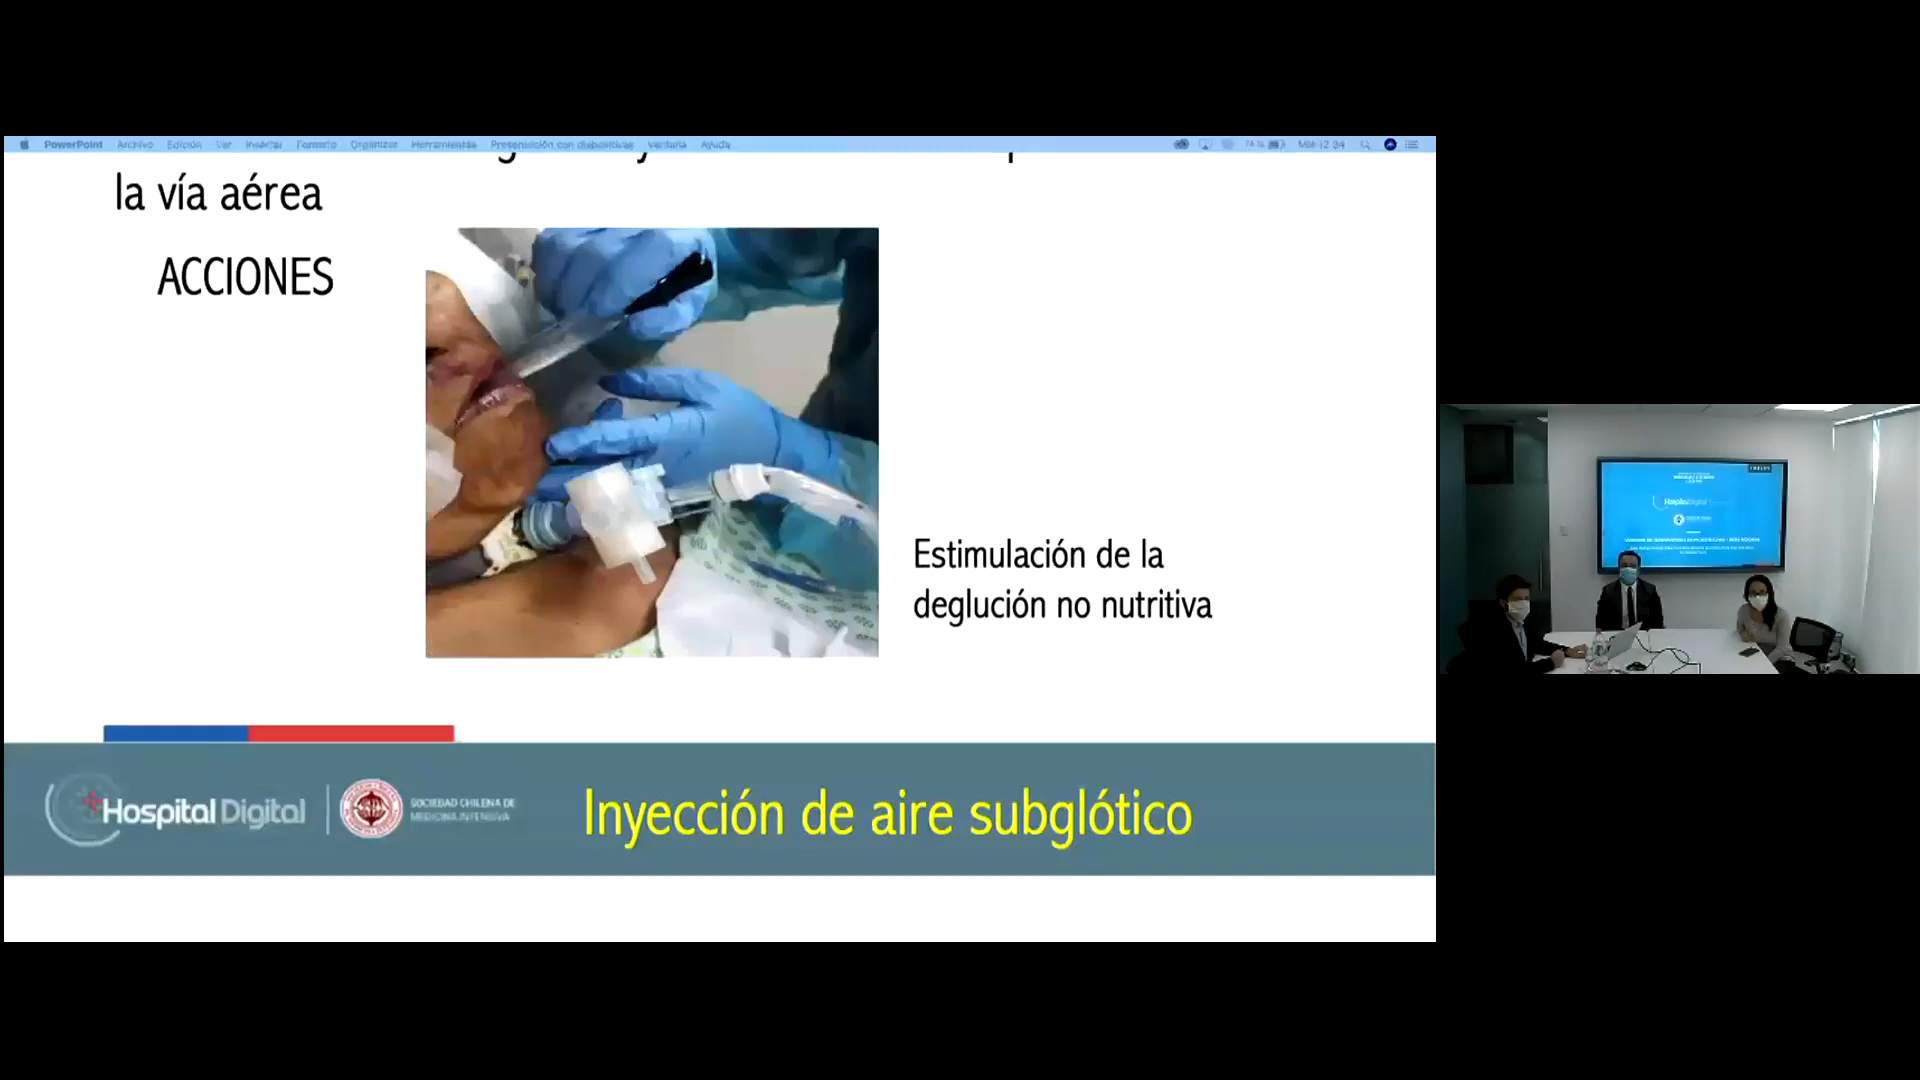 PowerPoint Archivo Edición Ver Insertar Formato Organizar Herramientas Presentación con diapositivas Ventana Ayuda
la vía aérea
ACCIONES
Estimulación de la
deglución no nutritiva
Hospital Digital
SOCIEDAD CHILENA DE
MEDICINA INTENSIVA
Inyección de aire subglótico